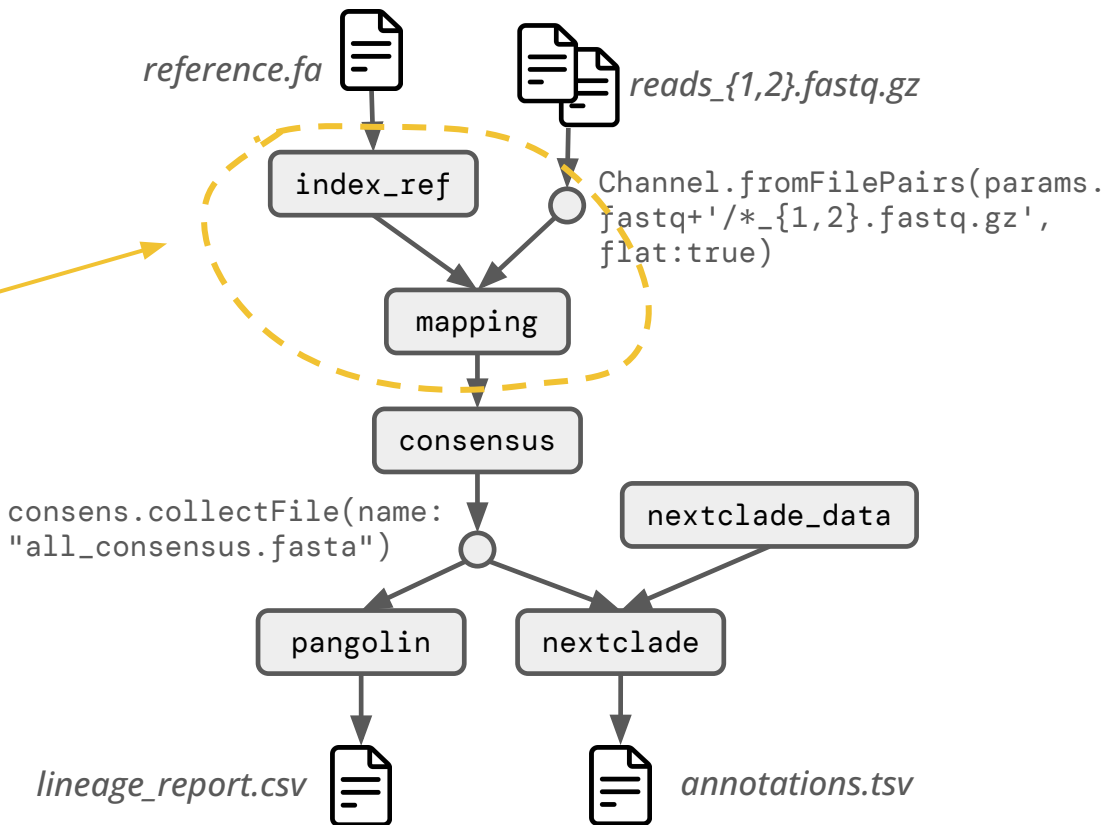 reference.fa
reads_{1,2}.fastq.gz
index_ref
Channel.fromFilePairs(params.
fastq+'/*_{1,2}.fastq.gz',
flat:true)
mapping
consensus
consens.collectFile(name:
"all_consensus.fasta")
nextclade_data
pangolin
nextclade
lineage_report.csv
annotations.tsv